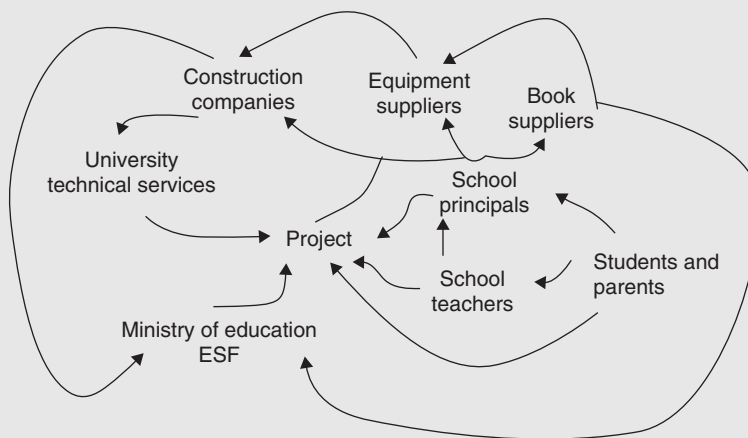 Construction
companies
Equipment
suppliers
Book
suppliers
University
technical services
School
principals
Project
School
teachers
Students and
parents
Ministry of education
ESF